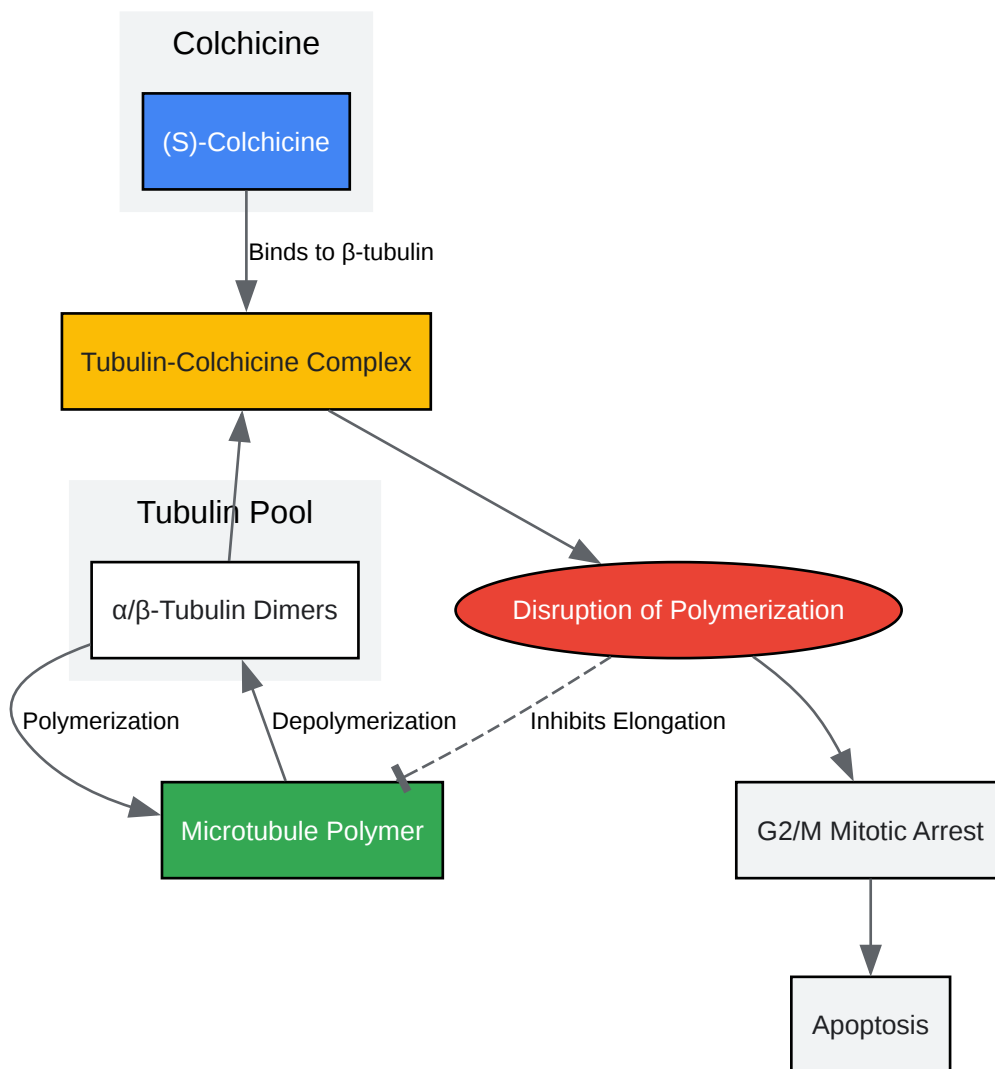 Colchicine
(S)-Colchicine
Binds to β-tubulin
Tubulin-Colchicine Complex
Tubulin Pool
α/β-Tubulin Dimers
Disruption of Polymerization
Polymerization
Depolymerization
Inhibits Elongation
Microtubule Polymer
G2/M Mitotic Arrest
Apoptosis